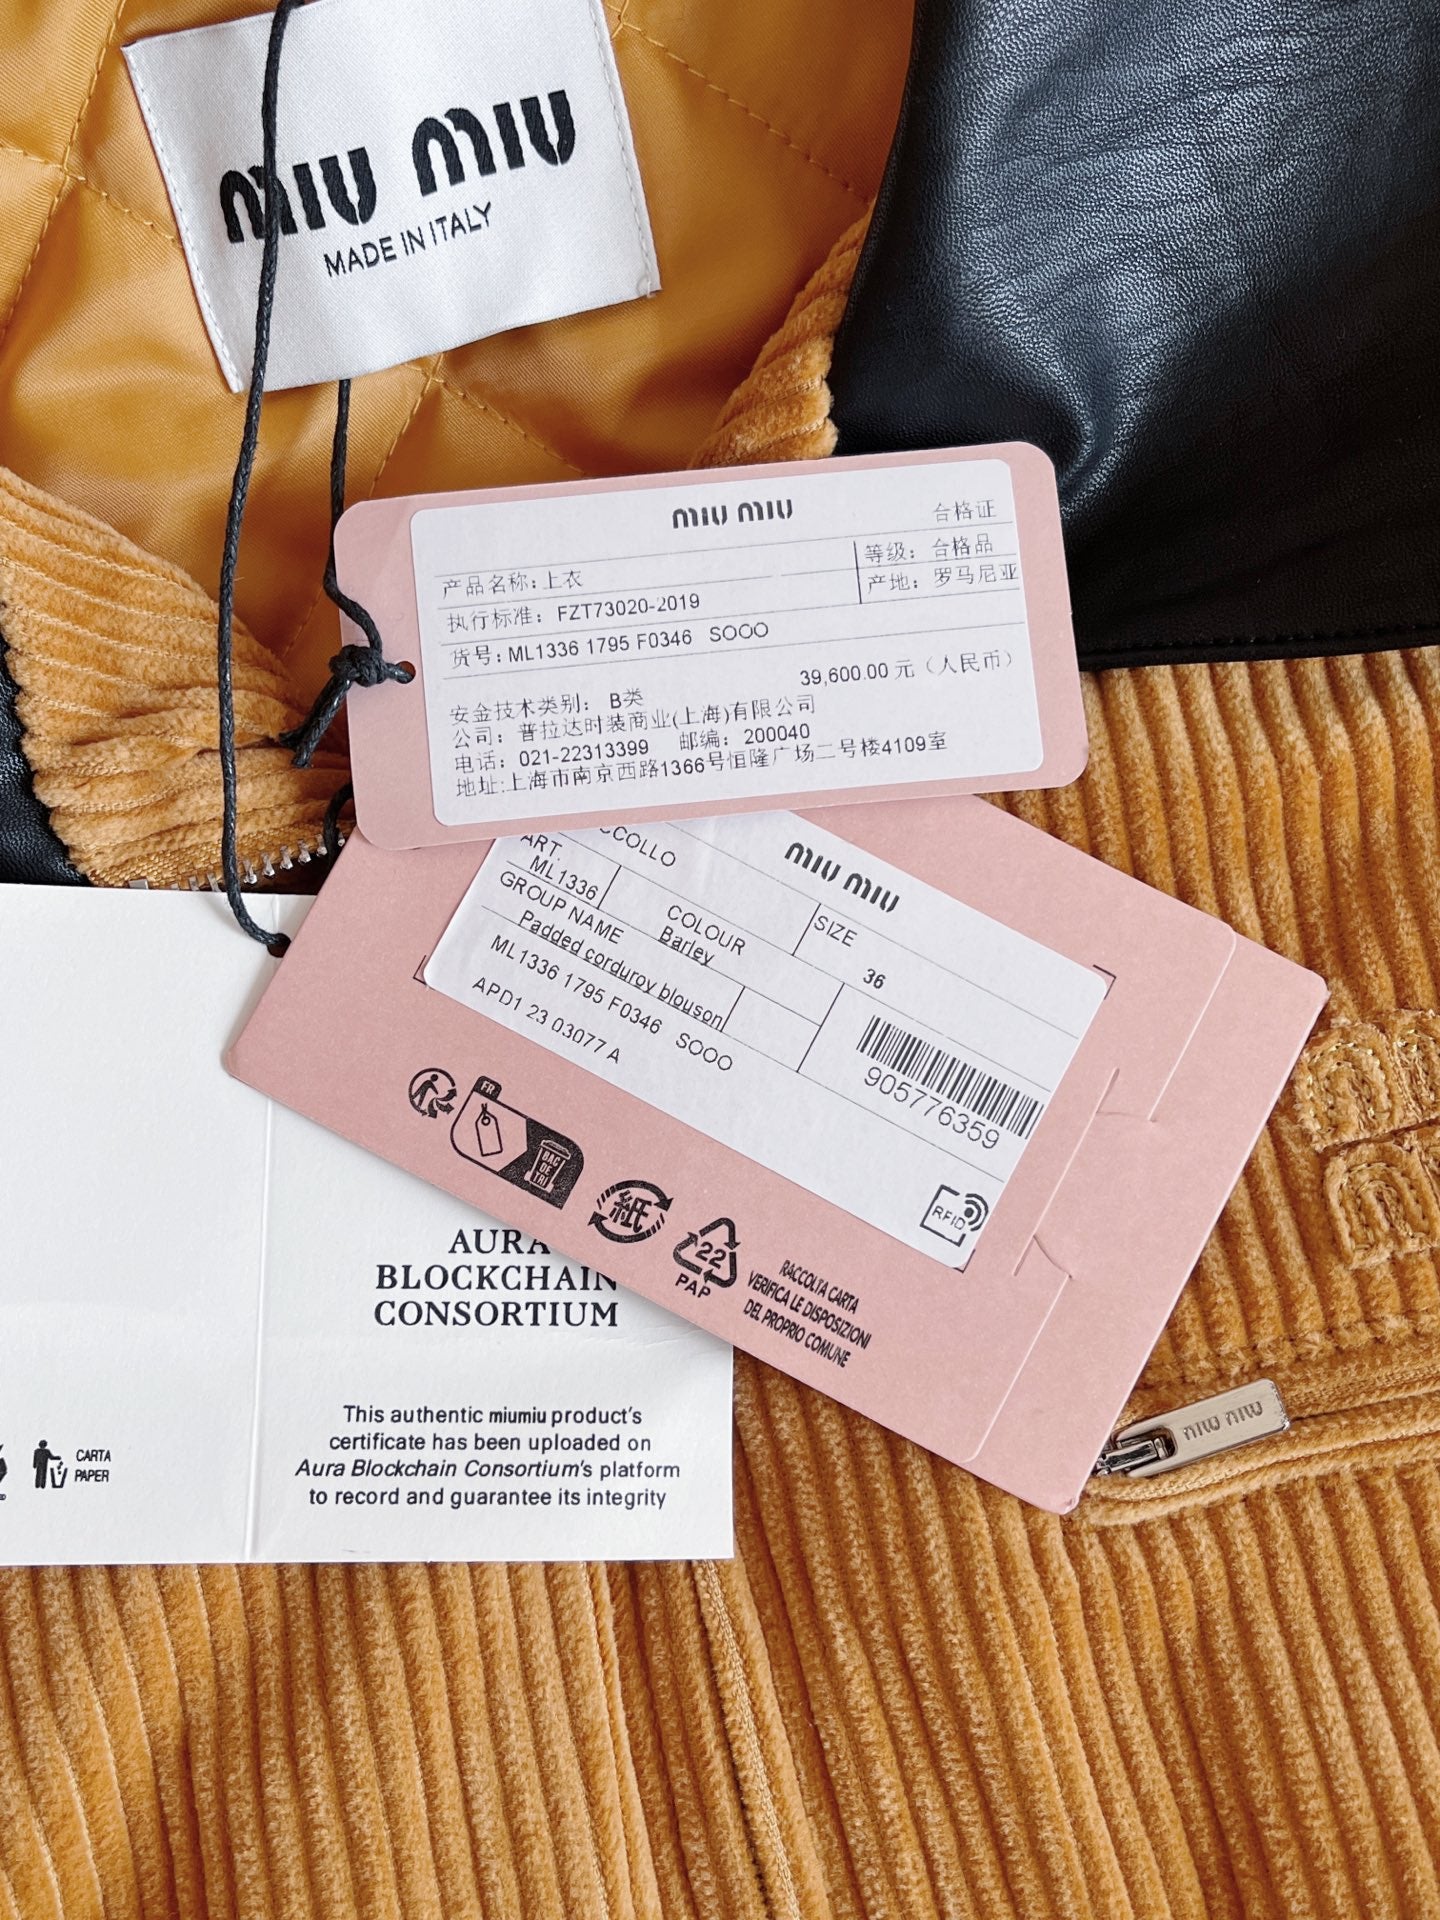 MIU MIU
MADE IN ITALY
MIU MIU
合格证
产品名称: 上衣
等级: 合格品
执行标准: FZT73020-2019
产地: 罗马尼亚
货号: ML1336 1795 F0346 SOOO
39,600.00 元 (人民币)
安金技术类别: B类
公司: 普拉达时装商业(上海)有限公司
电话: 021-22313399 邮编: 200040
地址:上海市南京西路1366号恒隆广场二号楼4109室
CCOLLO
MIU MIU
ART.
ML1336
COLOUR
Barley
SIZE
36
GROUP NAME
Padded corduroy blouson
ML1336 1795 F0346 SOOO
APD1 23 03077 A
905776359
RFID
FR
BAC
DE
TRI
紙
22
PAP
RACCOLTA CARTA
VERIFICA LE DISPOSIZIONI
DEL PROPRIO COMUNE
AURA
BLOCKCHAIN
CONSORTIUM
This authentic miumiu product's
certificate has been uploaded on
Aura Blockchain Consortium's platform
to record and guarantee its integrity
CARTA
PAPER
MIU MIU